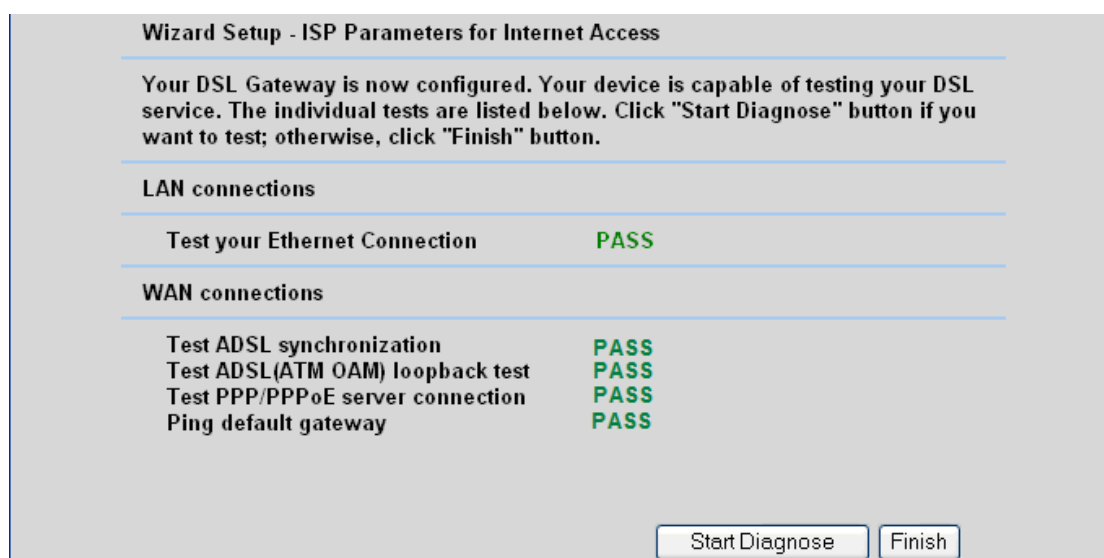 Wizard Setup - ISP Parameters for Internet Access
Your DSL Gateway is now configured. Your device is capable of testing your DSL
service. The individual tests are listed below. Click "Start Diagnose" button if you
want to test; otherwise, click "Finish" button.
LAN connections
Test your Ethernet Connection PASS
WAN connections
Test ADSL synchronization PASS
Test ADSL(ATM OAM) loopback test PASS
Test PPP/PPPoE server connection PASS
Ping default gateway PASS
Start Diagnose Finish